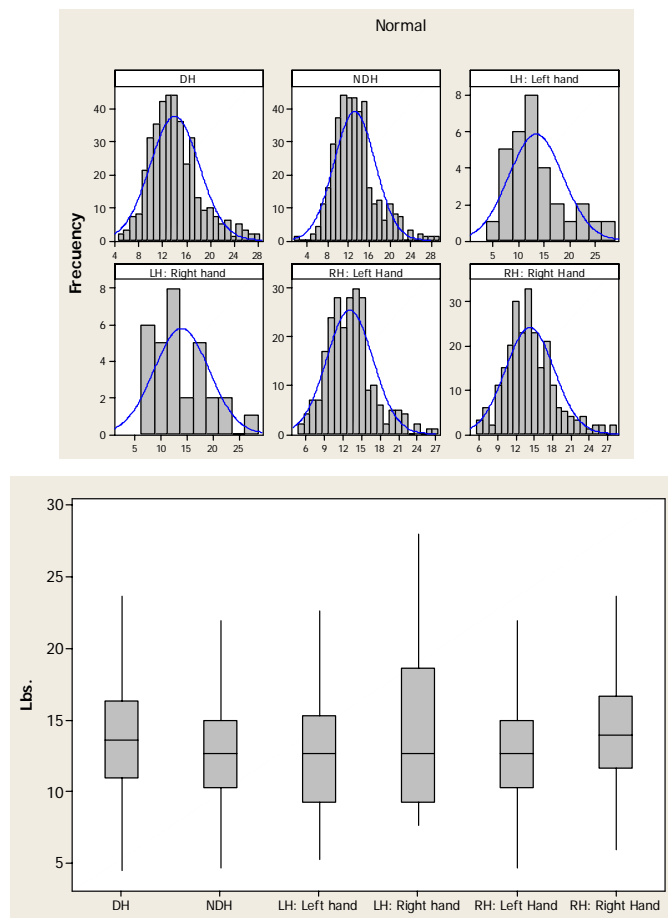 Normal
DH NDH LH: Left hand
40 30 20 10 0
4 8 12 16 20 24 28
40 30 20 10 0
4 8 12 16 20 24 28
8 6 4 2 0
5 10 15 20 25
Frecuency
LH: Right hand RH: Left Hand RH: Right Hand
8 6 4 2 0
5 10 15 20 25
30 20 10 0
6 9 12 15 18 21 24 27
30 20 10 0
6 9 12 15 18 21 24 27
Lbs.
30
25
20
15
10
5
DH NDH LH: Left hand LH: Right hand RH: Left Hand RH: Right Hand